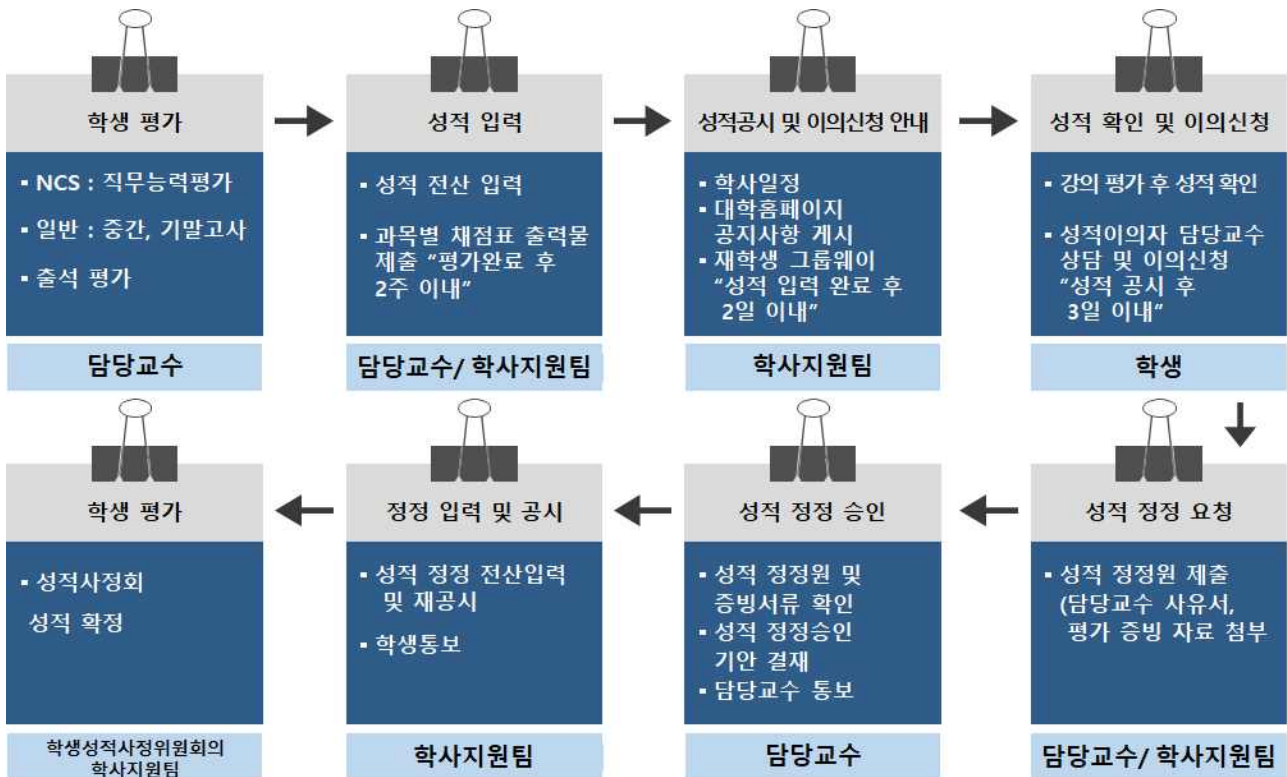 학생 평가
▪ NCS : 직무능력평가
▪ 일반 : 중간, 기말고사
▪ 출석 평가
담당교수
성적 입력
▪ 성적 전산 입력
▪ 과목별 채점표 출력물
제출 “평가완료 후
2주 이내”
담당교수/ 학사지원팀
성적공시 및 이의신청 안내
▪ 학사일정
▪ 대학홈페이지
공지사항 게시
▪ 재학생 그룹웨이
“성적 입력 완료 후
2일 이내”
학사지원팀
성적 확인 및 이의신청
▪ 강의 평가 후 성적 확인
▪ 성적이의자 담당교수
상담 및 이의신청
”성적 공시 후
3일 이내”
학생
성적 정정 요청
▪ 성적 정정원 제출
(담당교수 사유서,
평가 증빙 자료 첨부
담당교수/ 학사지원팀
성적 정정 승인
▪ 성적 정정원 및
증빙서류 확인
▪ 성적 정정승인
기안 결재
▪ 담당교수 통보
담당교수
정정 입력 및 공시
▪ 성적 정정 전산입력
및 재공시
▪ 학생통보
학사지원팀
학생 평가
▪ 성적사정회
성적 확정
학생성적사정위원회의
학사지원팀